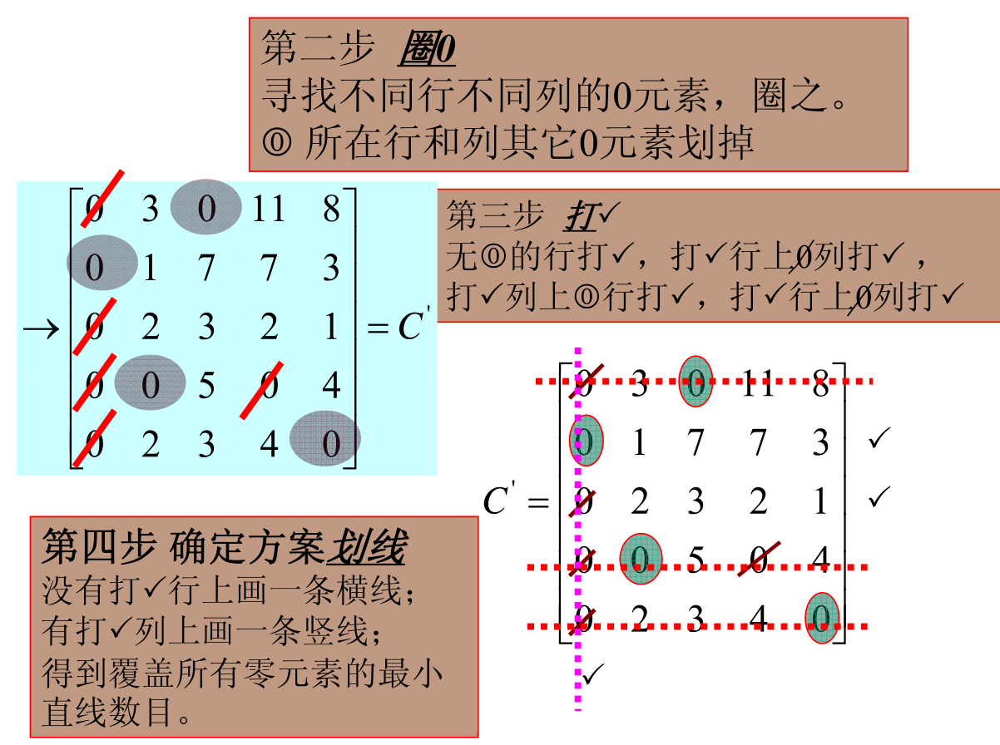 第二步 圈0
寻找不同行不同列的0元素，圈之。
⓪ 所在行和列其它0元素划掉
0 3 0 11 8
0 1 7 7 3
→ 0 2 3 2 1 = C'
0 0 5 0 4
0 2 3 4 0
第三步 打✓
无⓪的行打✓，打✓行上0̸列打✓，
打✓列上⓪行打✓，打✓行上0̸列打✓
0 3 0 11 8
0 1 7 7 3 ✓
C' = 0 2 3 2 1 ✓
0 0 5 0 4
0 2 3 4 0
✓
第四步 确定方案划线
没有打✓行上画一条横线；
有打✓列上画一条竖线；
得到覆盖所有零元素的最小
直线数目。